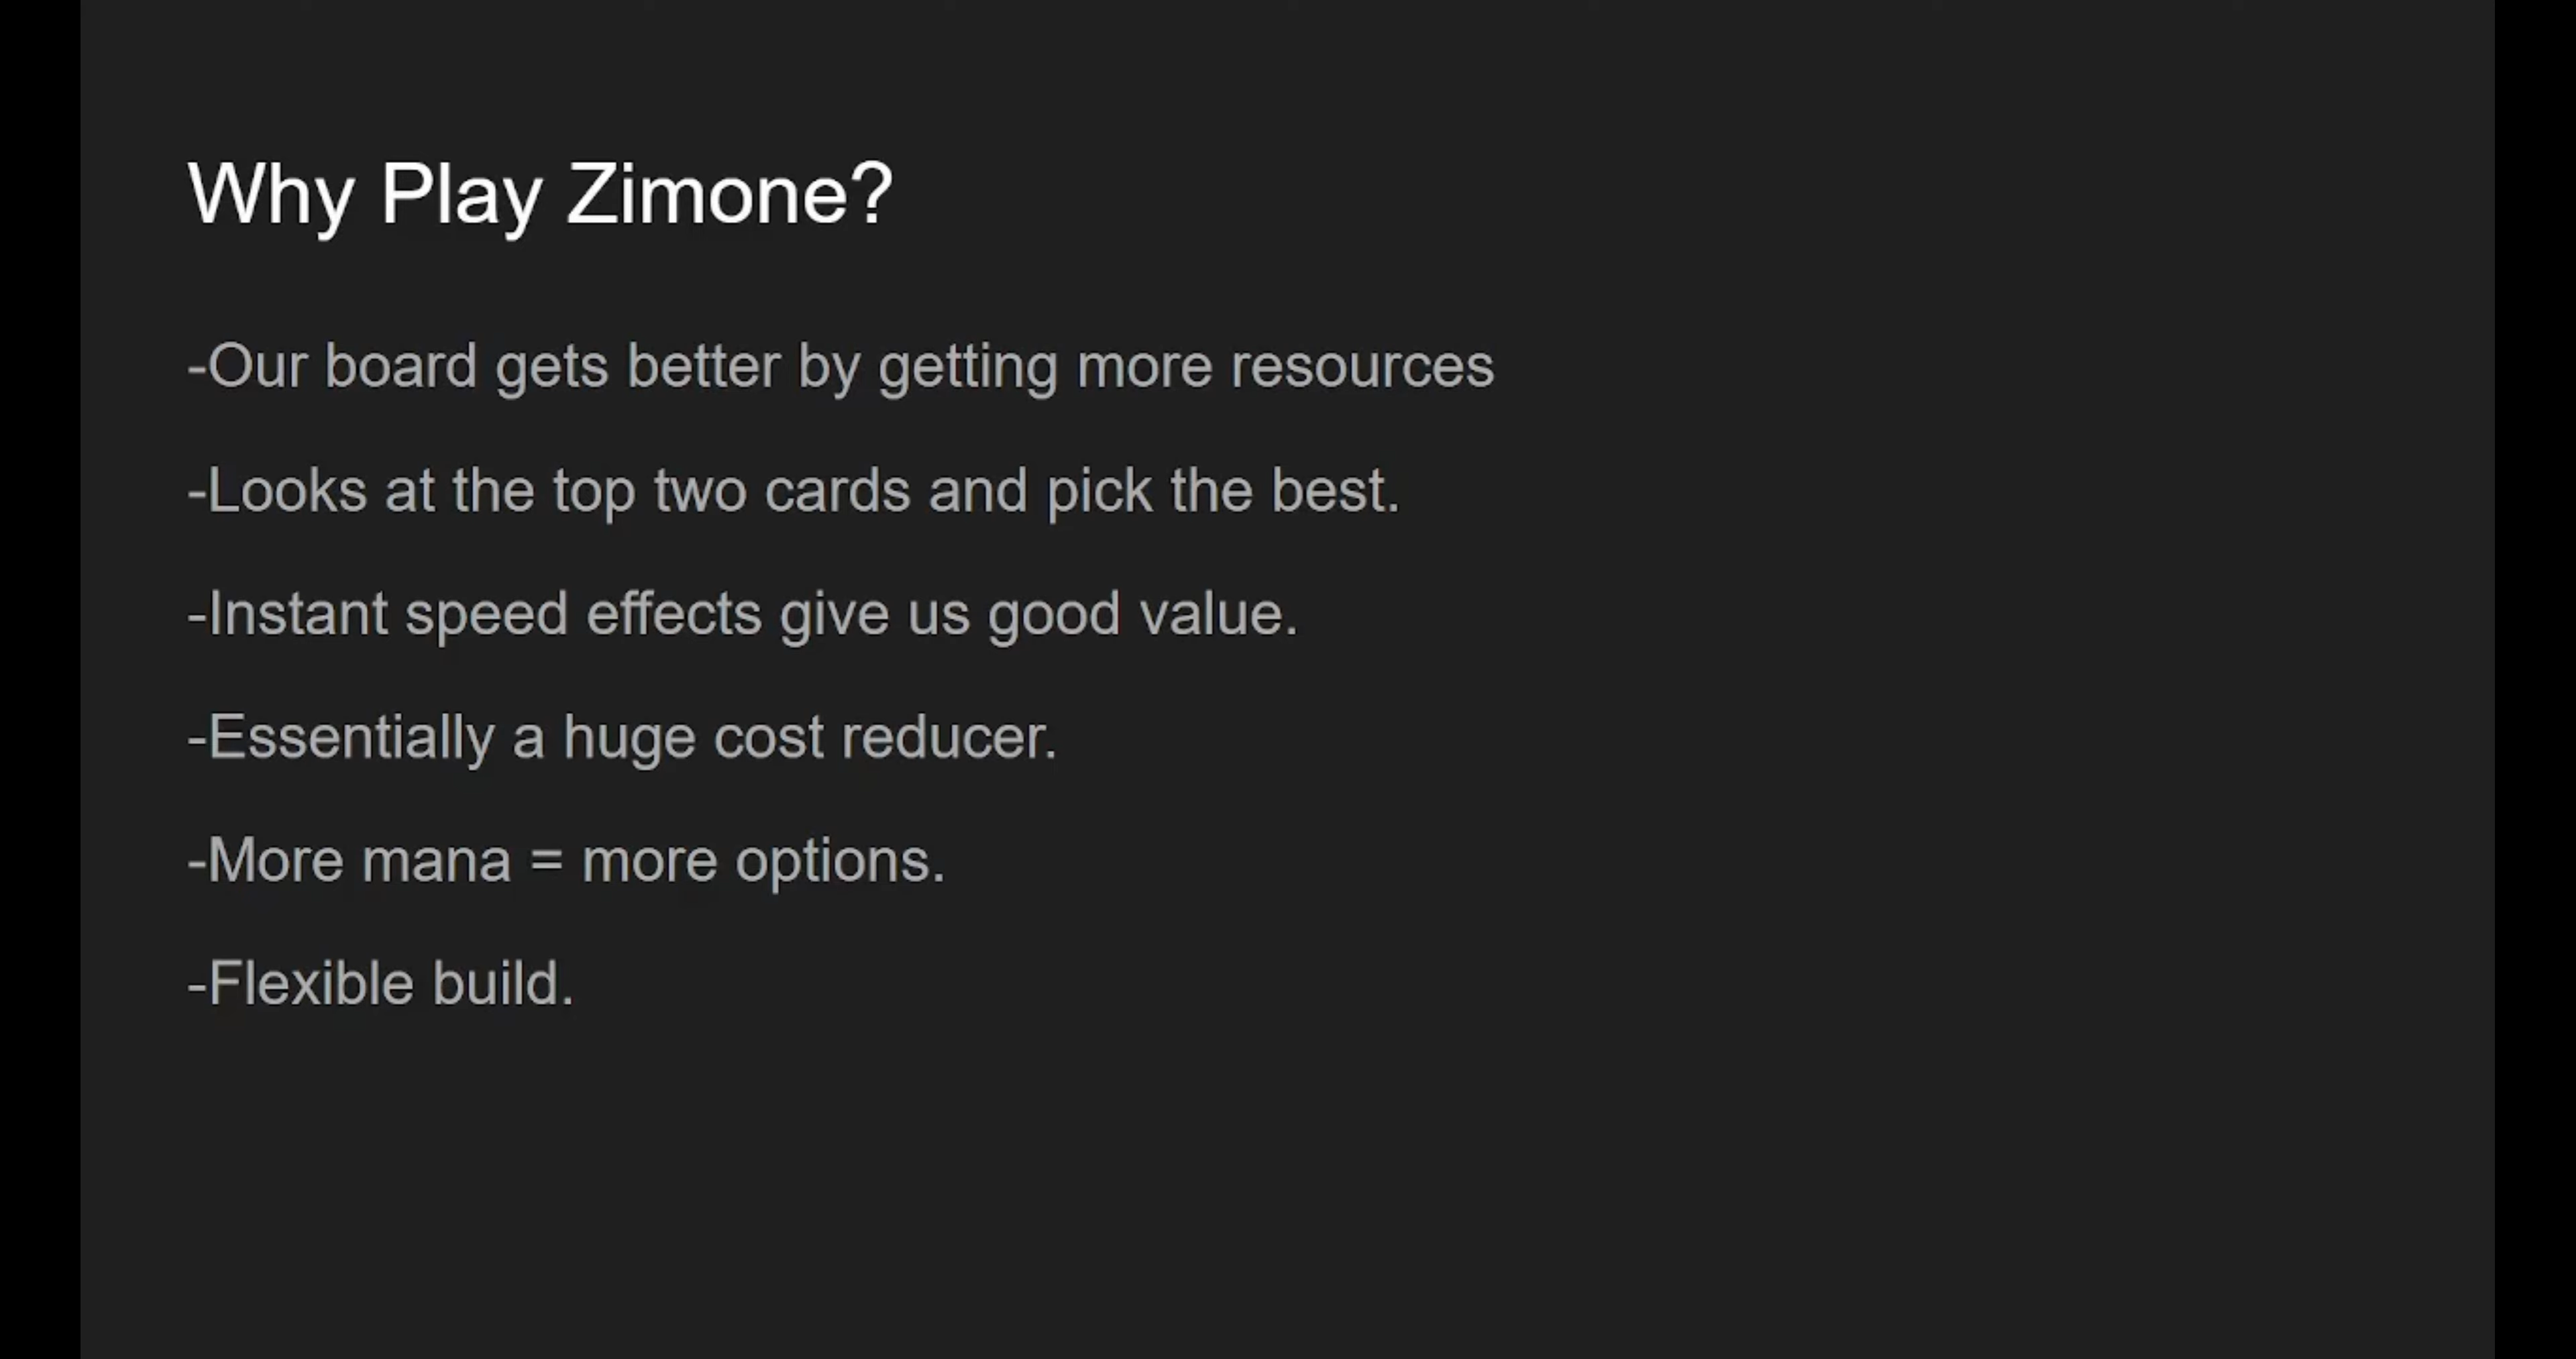 Why Play Zimone?
-Our board gets better by getting more resources
-Looks at the top two cards and pick the best.
-Instant speed effects give us good value.
-Essentially a huge cost reducer.
-More mana = more options.
-Flexible build.